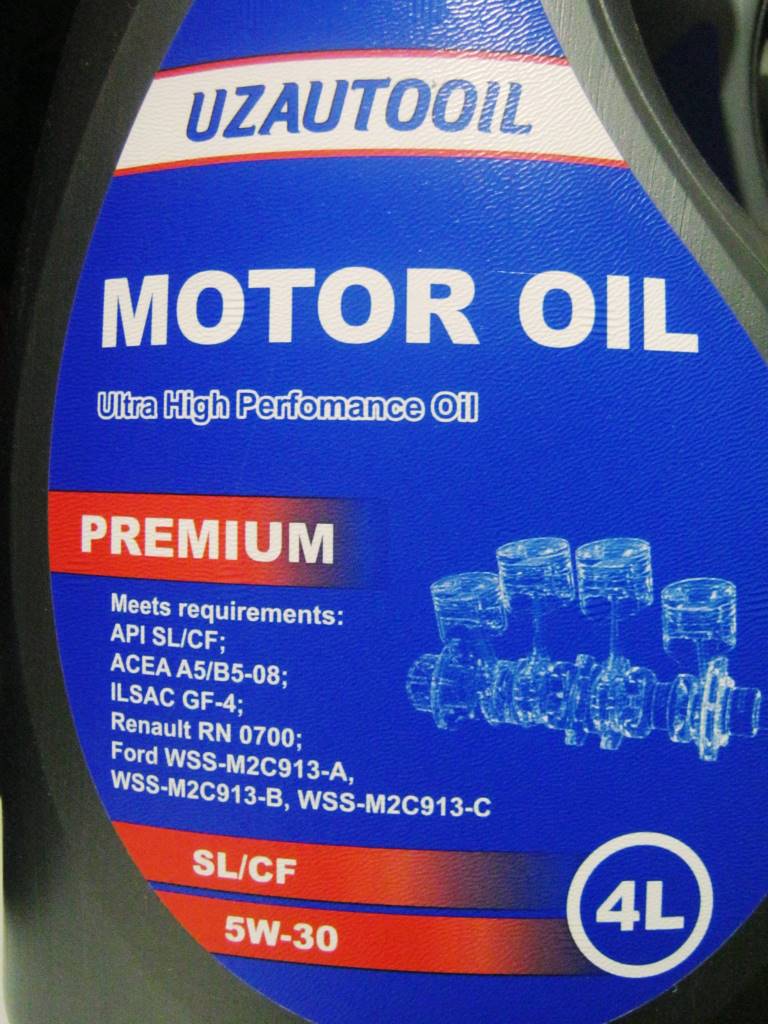 UZAUTOOIL
MOTOR OIL
Ultra High Perfomance Oil
PREMIUM
Meets requirements:
API SL/CF;
ACEA A5/B5-08;
ILSAC GF-4;
Renault RN 0700;
Ford WSS-M2C913-A,
WSS-M2C913-B, WSS-M2C913-C
SL/CF
5W-30
4L